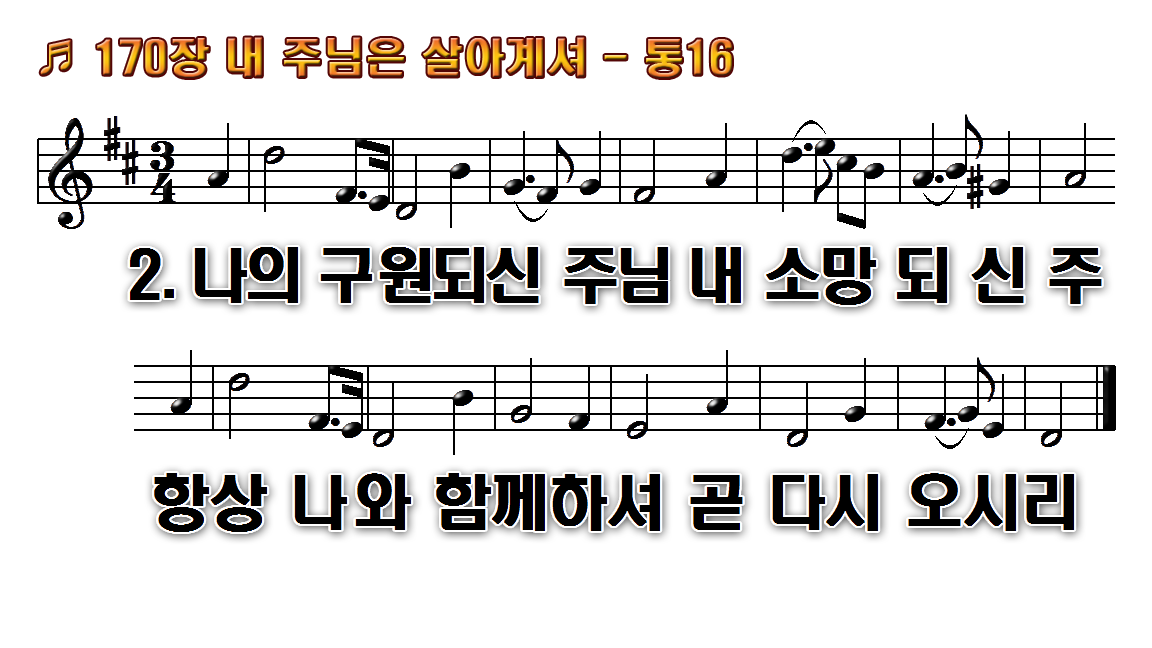 ♬ 170장 내 주님은 살아계셔 - 통16
3
4
2. 나의 구원되신 주님 내 소망 되 신 주
항상 나와 함께하셔 곧 다시 오시리